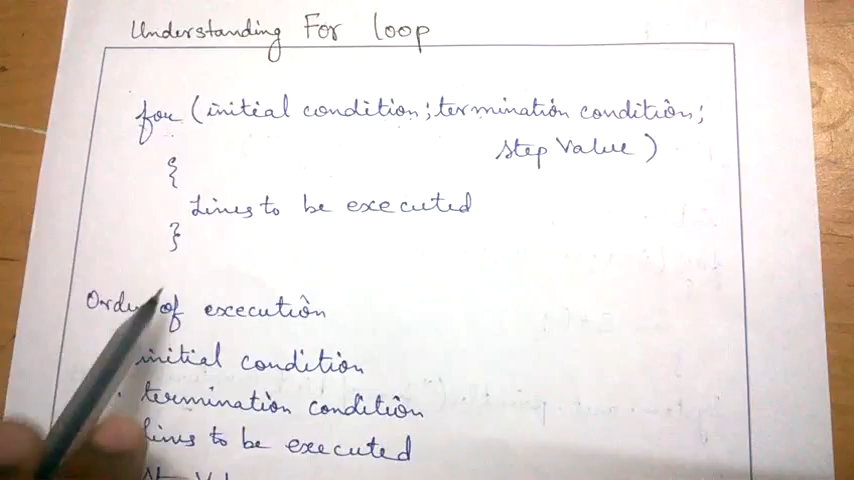 Understanding For loop
for (initial condition; termination condition;
step Value )
{
Lines to be executed
}
Order of execution
initial condition
termination condition
Lines to be executed